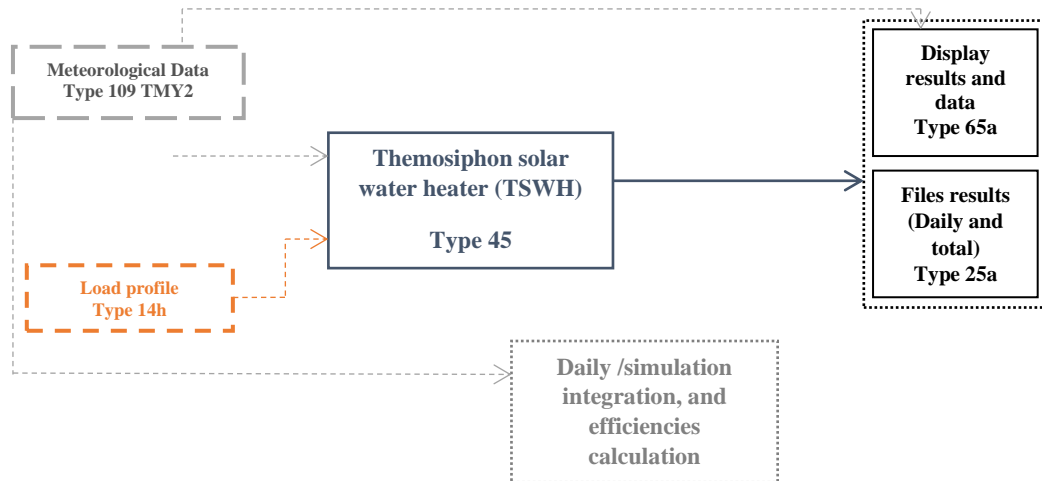 Meteorological Data
Type 109 TMY2
Display
results and
data
Type 65a
Themosiphon solar
water heater (TSWH)
Type 45
Files results
(Daily and
total)
Type 25a
Load profile
Type 14h
Daily /simulation
integration, and
efficiencies
calculation